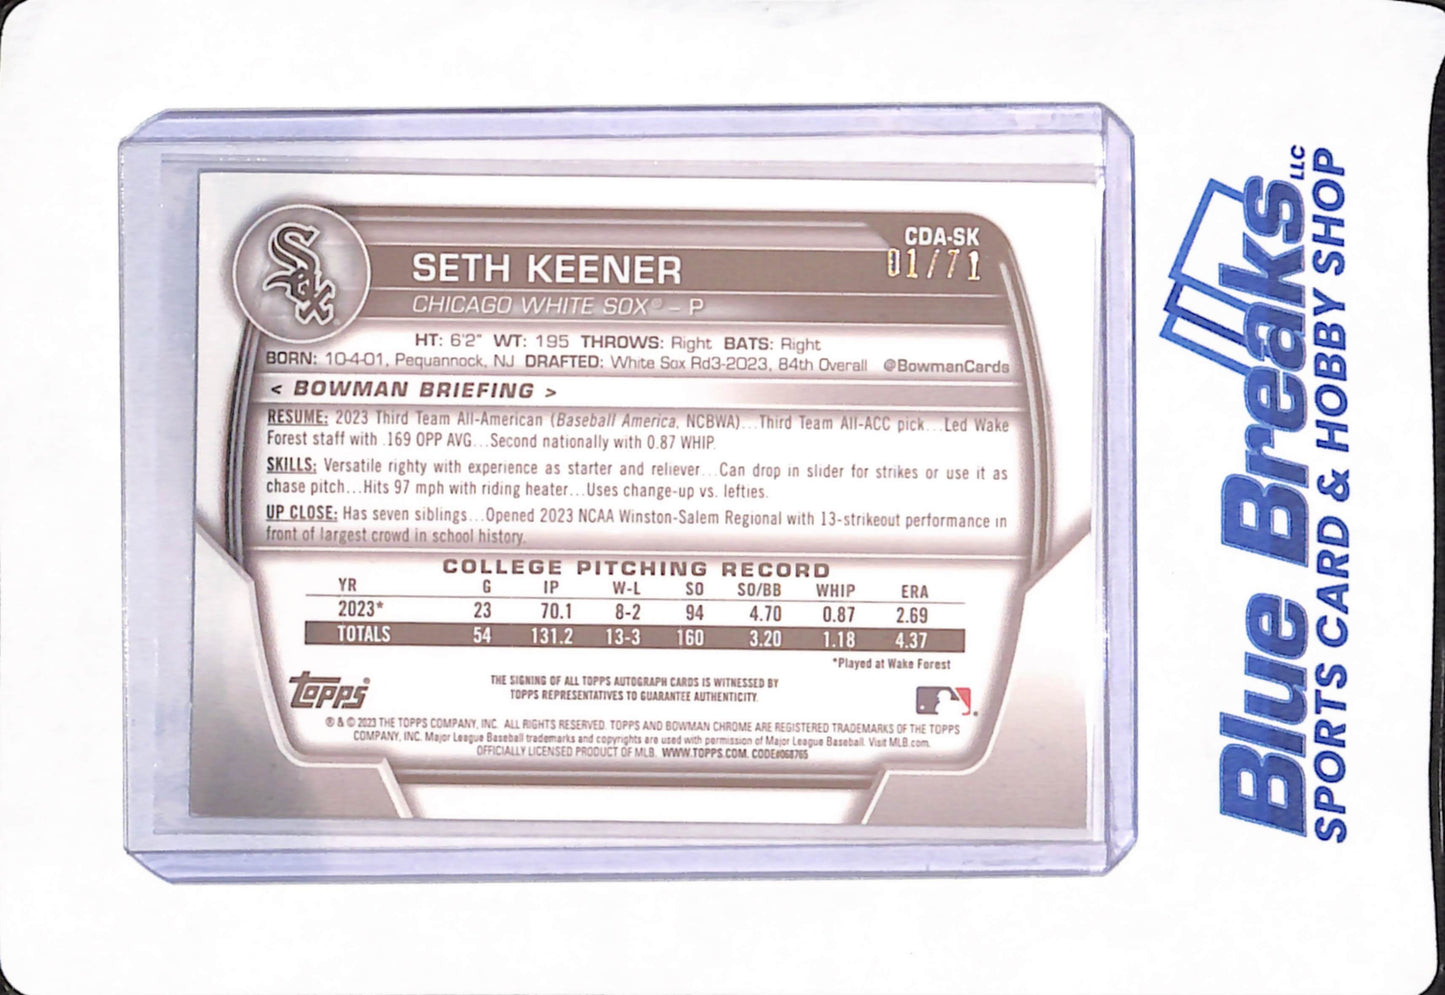 Sox
CDA-SK
01/71
SETH KEENER
CHICAGO WHITE SOX® – P
HT: 6'2" WT: 195 THROWS: Right BATS: Right
BORN: 10-4-01, Pequannock, NJ DRAFTED: White Sox Rd3-2023, 84th Overall @BowmanCards
< BOWMAN BRIEFING >
RESUME: 2023 Third Team All-American (Baseball America, NCBWA)...Third Team All-ACC pick...Led Wake
Forest staff with .169 OPP AVG...Second nationally with 0.87 WHIP.
SKILLS: Versatile righty with experience as starter and reliever...Can drop in slider for strikes or use it as
chase pitch...Hits 97 mph with riding heater...Uses change-up vs. lefties.
UP CLOSE: Has seven siblings...Opened 2023 NCAA Winston-Salem Regional with 13-strikeout performance in
front of largest crowd in school history.
COLLEGE PITCHING RECORD
YR G IP W-L SO SO/BB WHIP ERA
2023* 23 70.1 8-2 94 4.70 0.87 2.69
TOTALS 54 131.2 13-3 160 3.20 1.18 4.37
*Played at Wake Forest
topps®
THE SIGNING OF ALL TOPPS AUTOGRAPH CARDS IS WITNESSED BY
TOPPS REPRESENTATIVES TO GUARANTEE AUTHENTICITY.
® & © 2023 THE TOPPS COMPANY, INC. ALL RIGHTS RESERVED. TOPPS AND BOWMAN CHROME ARE REGISTERED TRADEMARKS OF THE TOPPS
COMPANY, INC. Major League Baseball trademarks and copyrights are used with permission of Major League Baseball. Visit MLB.com.
OFFICIALLY LICENSED PRODUCT OF MLB. WWW.TOPPS.COM. CODE#068765
Blue Breaks LLC
SPORTS CARD & HOBBY SHOP